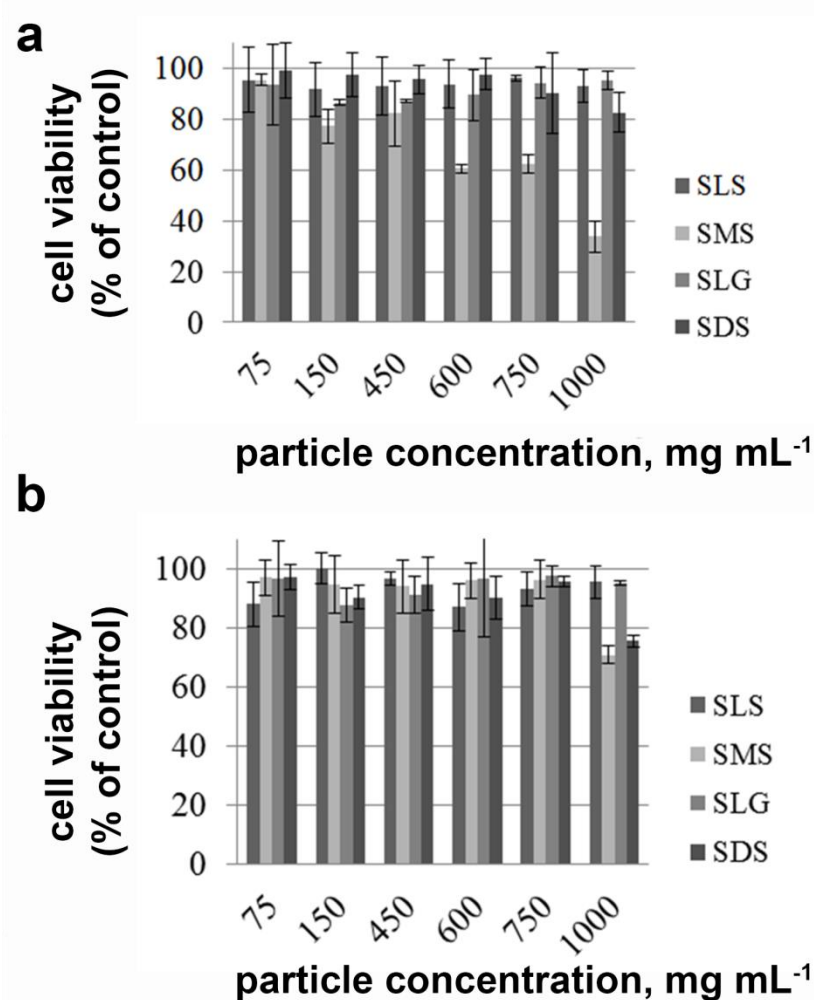 a
cell viability
(% of control)
100
80
60
40
20
0
75
150
450
600
750
1000
SLS
SMS
SLG
SDS
particle concentration, mg mL⁻¹
b
cell viability
(% of control)
100
80
60
40
20
0
75
150
450
600
750
1000
SLS
SMS
SLG
SDS
particle concentration, mg mL⁻¹